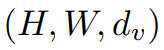 (H, W, d_v)